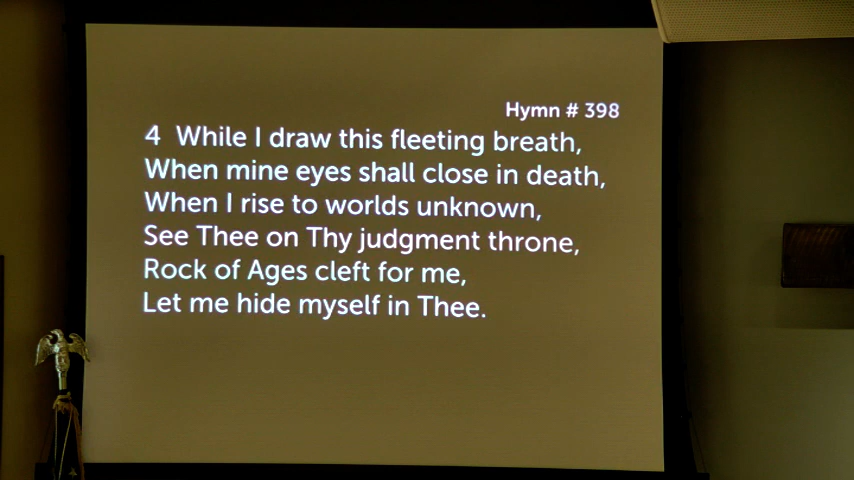 Hymn # 398
4 While I draw this fleeting breath,
When mine eyes shall close in death,
When I rise to worlds unknown,
See Thee on Thy judgment throne,
Rock of Ages cleft for me,
Let me hide myself in Thee.